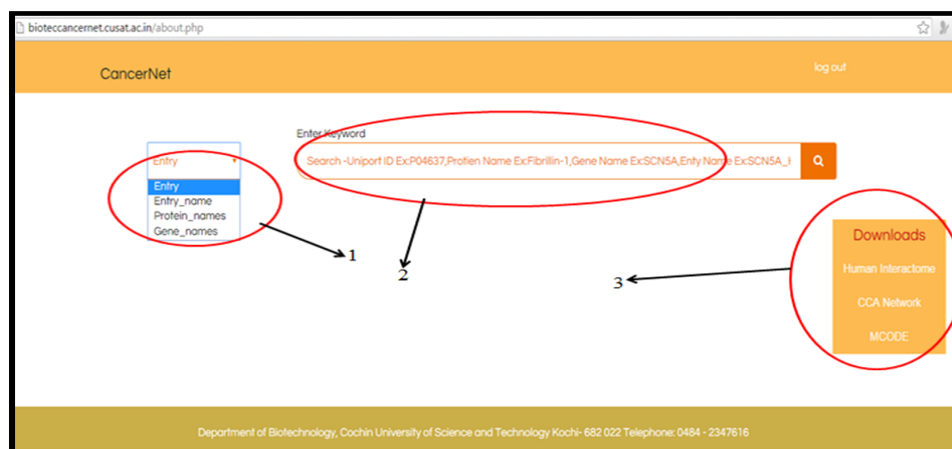 bioteccancernet.cusat.ac.in/about.php
CancerNet
log out
Enter Keyword
Entry
Search -Uniport ID Ex:P04637,Protien Name Ex:Fibrillin-1,Gene Name Ex:SCN5A,Enty Name Ex:SCN5A_H
Entry
Entry_name
Protein_names
Gene_names
1
2
3
Downloads
Human Interactome
CCA Network
MCODE
Department of Biotechnology, Cochin University of Science and Technology Kochi- 682 022 Telephone: 0484 - 2347616